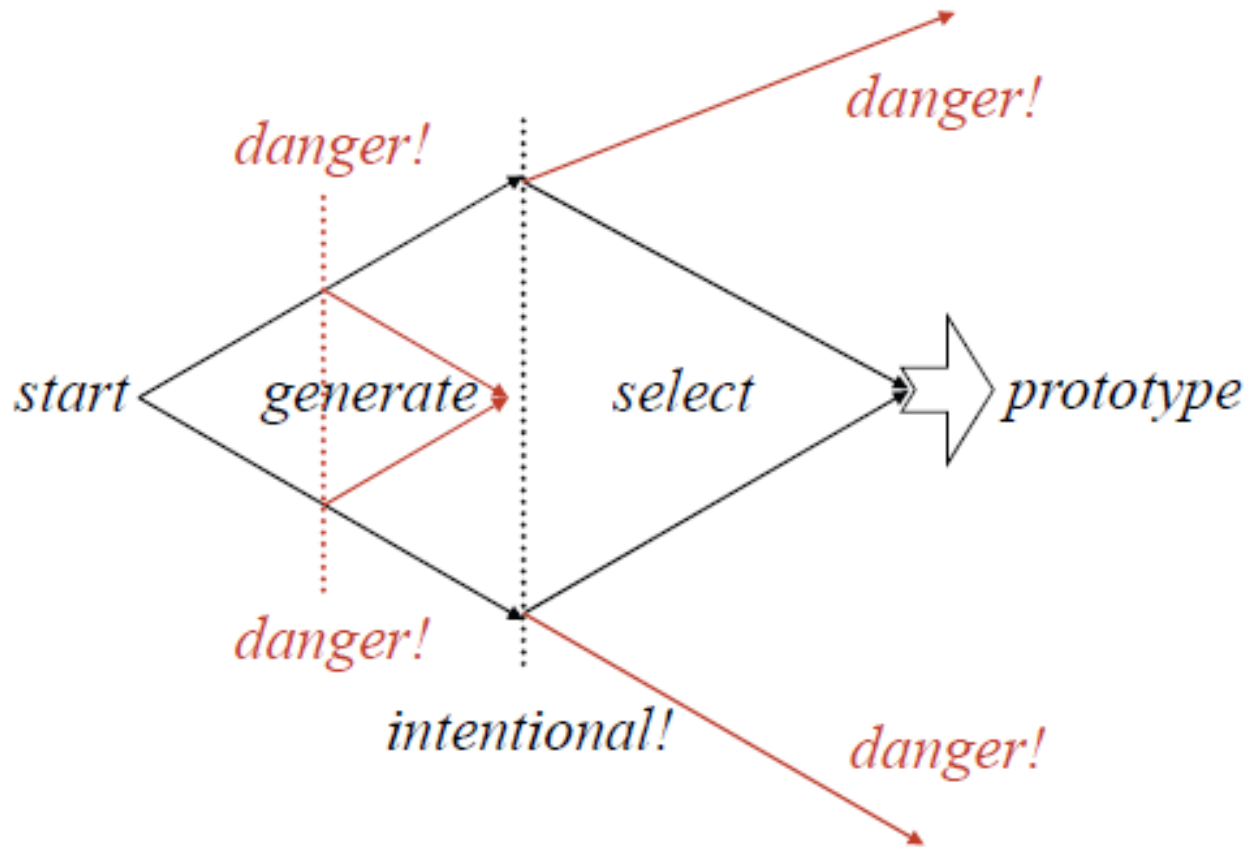 danger!
danger!
start
generate
select
prototype
danger!
intentional!
danger!